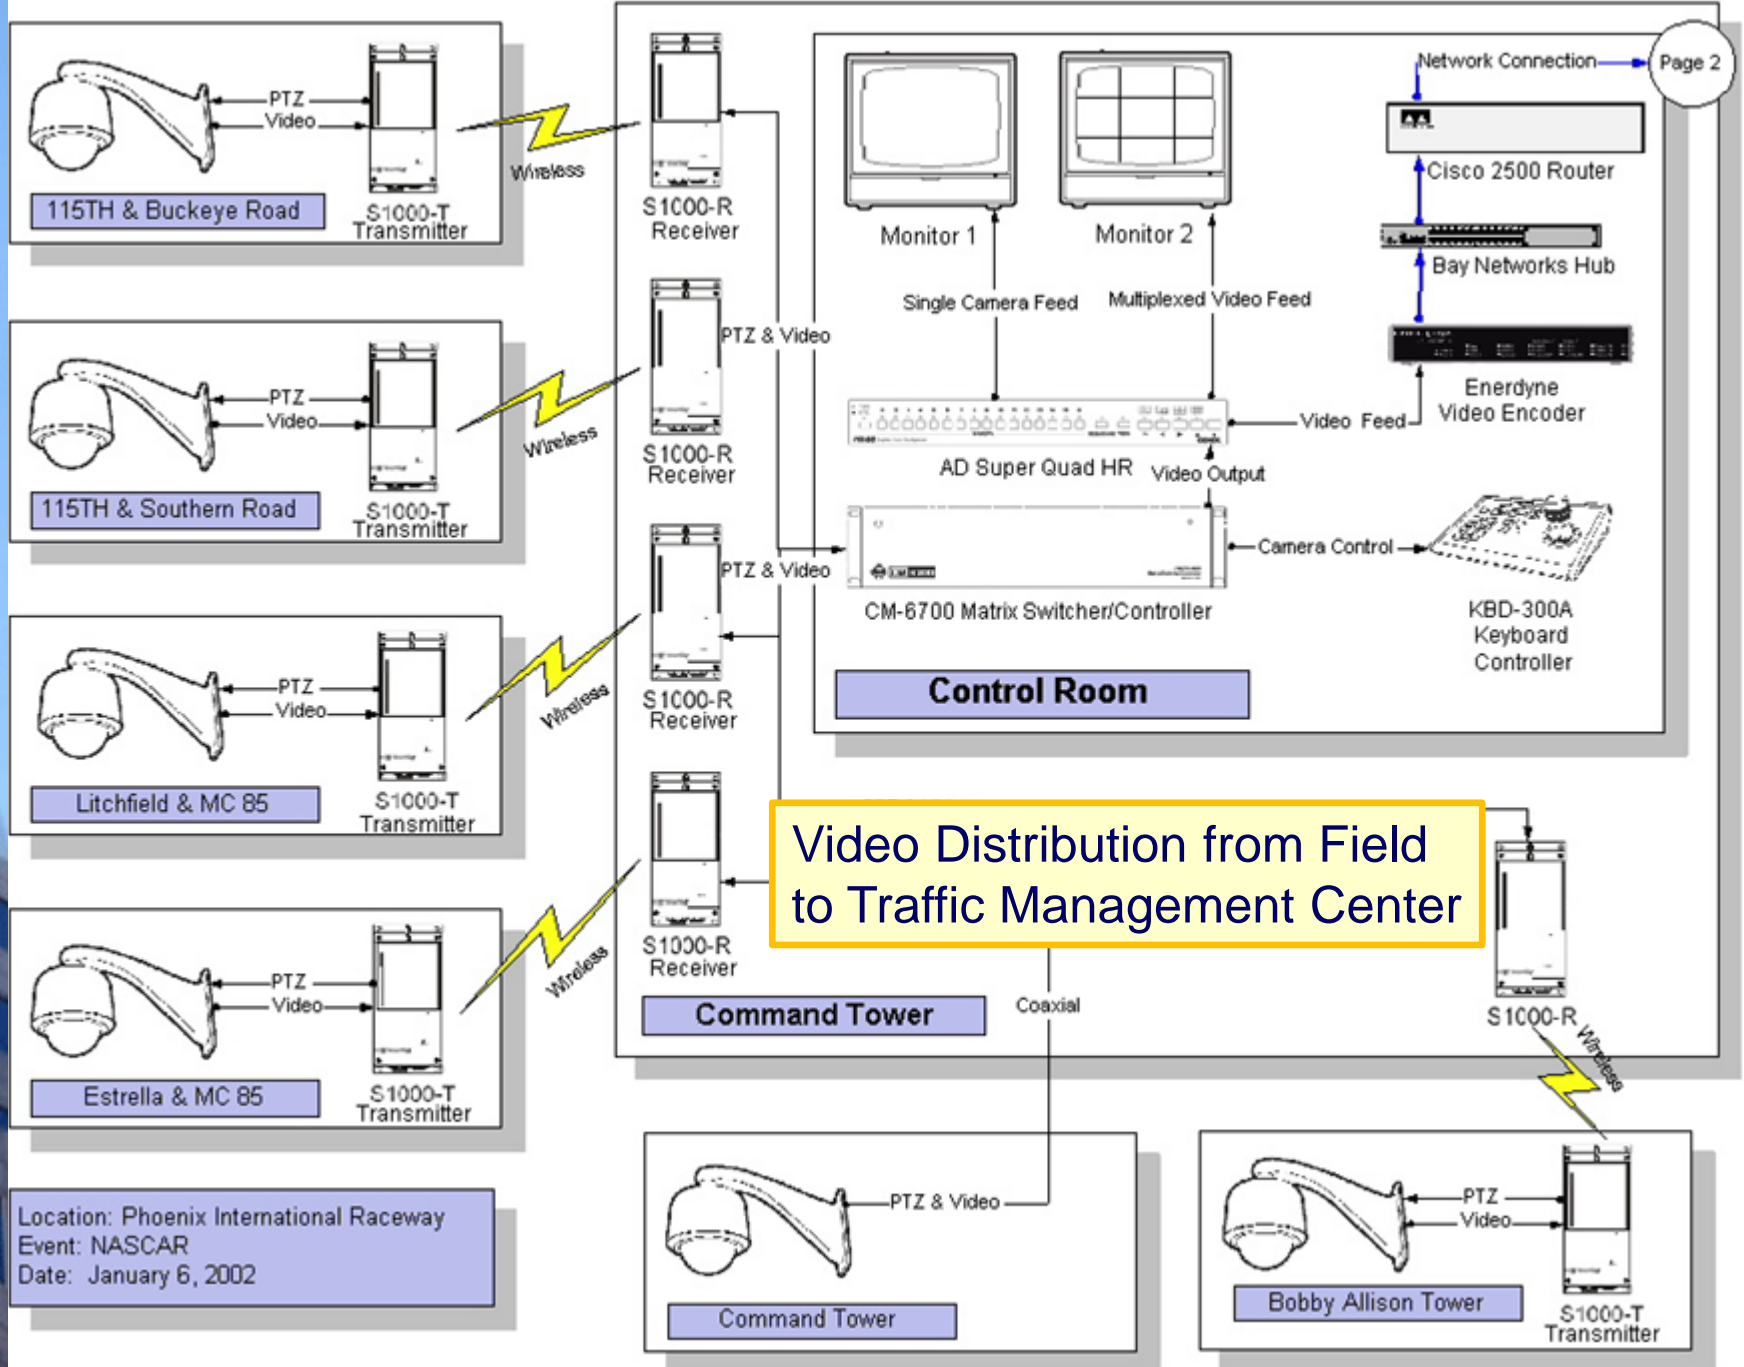 PTZ
Video
115TH & Buckeye Road
S1000-T
Transmitter
Wireless
PTZ
Video
115TH & Southern Road
S1000-T
Transmitter
Wireless
PTZ
Video
Litchfield & MC 85
S1000-T
Transmitter
Wireless
PTZ
Video
Estrella & MC 85
S1000-T
Transmitter
Wireless
Location: Phoenix International Raceway
Event: NASCAR
Date: January 6, 2002
S1000-R
Receiver
S1000-R
Receiver
S1000-R
Receiver
S1000-R
Receiver
PTZ & Video
PTZ & Video
Command Tower
Monitor 1
Monitor 2
Single Camera Feed
Multiplexed Video Feed
Network Connection
Page 2
Cisco 2500 Router
Bay Networks Hub
Enerdyne
Video Encoder
Video Feed
AD Super Quad HR
Video Output
Camera Control
CM-6700 Matrix Switcher/Controller
KBD-300A
Keyboard
Controller
Control Room
Video Distribution from Field
to Traffic Management Center
Coaxial
S1000-R
Wireless
PTZ & Video
Command Tower
PTZ
Video
Bobby Allison Tower
S1000-T
Transmitter